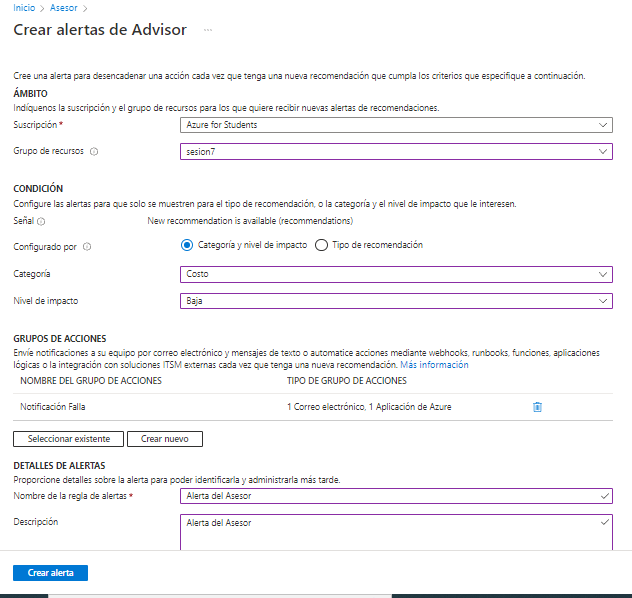 Inicio > Asesor >
Crear alertas de Advisor ...
Cree una alerta para desencadenar una acción cada vez que tenga una nueva recomendación que cumpla los criterios que especifique a continuación.
ÁMBITO
Indíquenos la suscripción y el grupo de recursos para los que quiere recibir nuevas alertas de recomendaciones.
Suscripción * Azure for Students
Grupo de recursos sesion7
CONDICIÓN
Configure las alertas para que solo se muestren para el tipo de recomendación, o la categoría y el nivel de impacto que le interesen.
Señal New recommendation is available (recommendations)
Configurado por Categoría y nivel de impacto Tipo de recomendación
Categoría Costo
Nivel de impacto Baja
GRUPOS DE ACCIONES
Envíe notificaciones a su equipo por correo electrónico y mensajes de texto o automatice acciones mediante webhooks, runbooks, funciones, aplicaciones
lógicas o la integración con soluciones ITSM externas cada vez que tenga una nueva recomendación. Más información
NOMBRE DEL GRUPO DE ACCIONES TIPO DE GRUPO DE ACCIONES
Notificación Falla 1 Correo electrónico, 1 Aplicación de Azure
Seleccionar existente Crear nuevo
DETALLES DE ALERTAS
Proporcione detalles sobre la alerta para poder identificarla y administrarla más tarde.
Nombre de la regla de alertas * Alerta del Asesor
Descripción Alerta del Asesor
Crear alerta